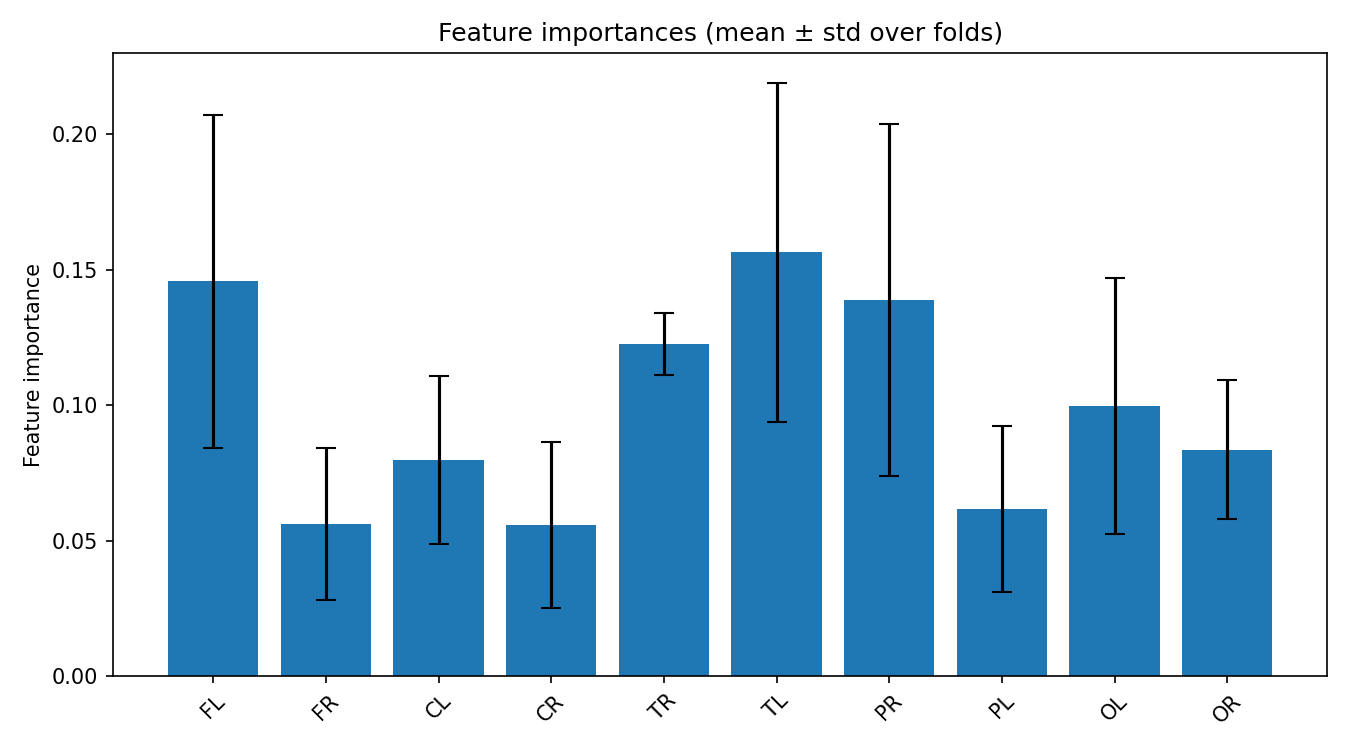 Feature importances (mean ± std over folds)
Feature importance
0.20
0.15
0.10
0.05
0.00
FL FR CL CR TR TL PR PL OL OR